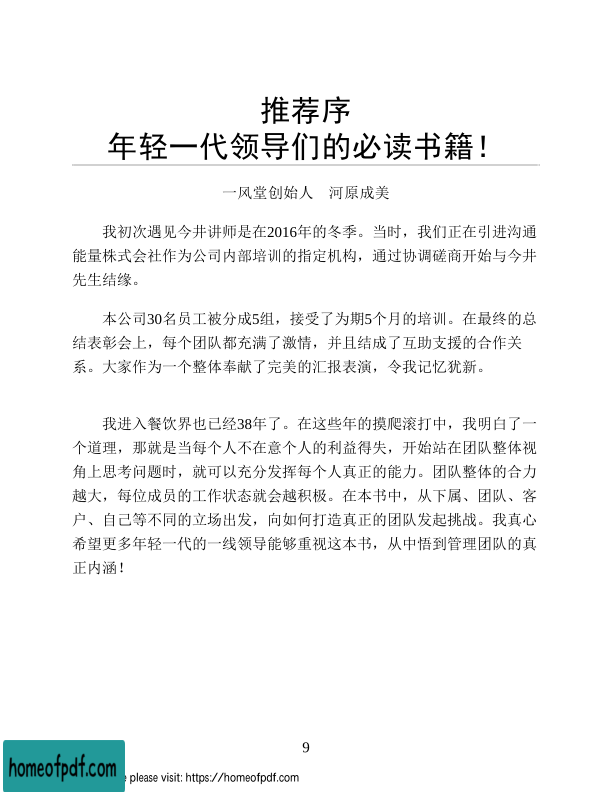 推荐序
年轻一代领导们的必读书籍！
一风堂创始人　河原成美
我初次遇见今井讲师是在2016年的冬季。当时，我们正在引进沟通
能量株式会社作为公司内部培训的指定机构，通过协调磋商开始与今井
先生结缘。
本公司30名员工被分成5组，接受了为期5个月的培训。在最终的总
结表彰会上，每个团队都充满了激情，并且结成了互助支援的合作关
系。大家作为一个整体奉献了完美的汇报表演，令我记忆犹新。
我进入餐饮界也已经38年了。在这些年的摸爬滚打中，我明白了一
个道理，那就是当每个人不在意个人的利益得失，开始站在团队整体视
角上思考问题时，就可以充分发挥每个人真正的能力。团队整体的合力
越大，每位成员的工作状态就会越积极。在本书中，从下属、团队、客
户、自己等不同的立场出发，向如何打造真正的团队发起挑战。我真心
希望更多年轻一代的一线领导能够重视这本书，从中悟到管理团队的真
正内涵！
9
homeofpdf.com
e please visit: https://homeofpdf.com